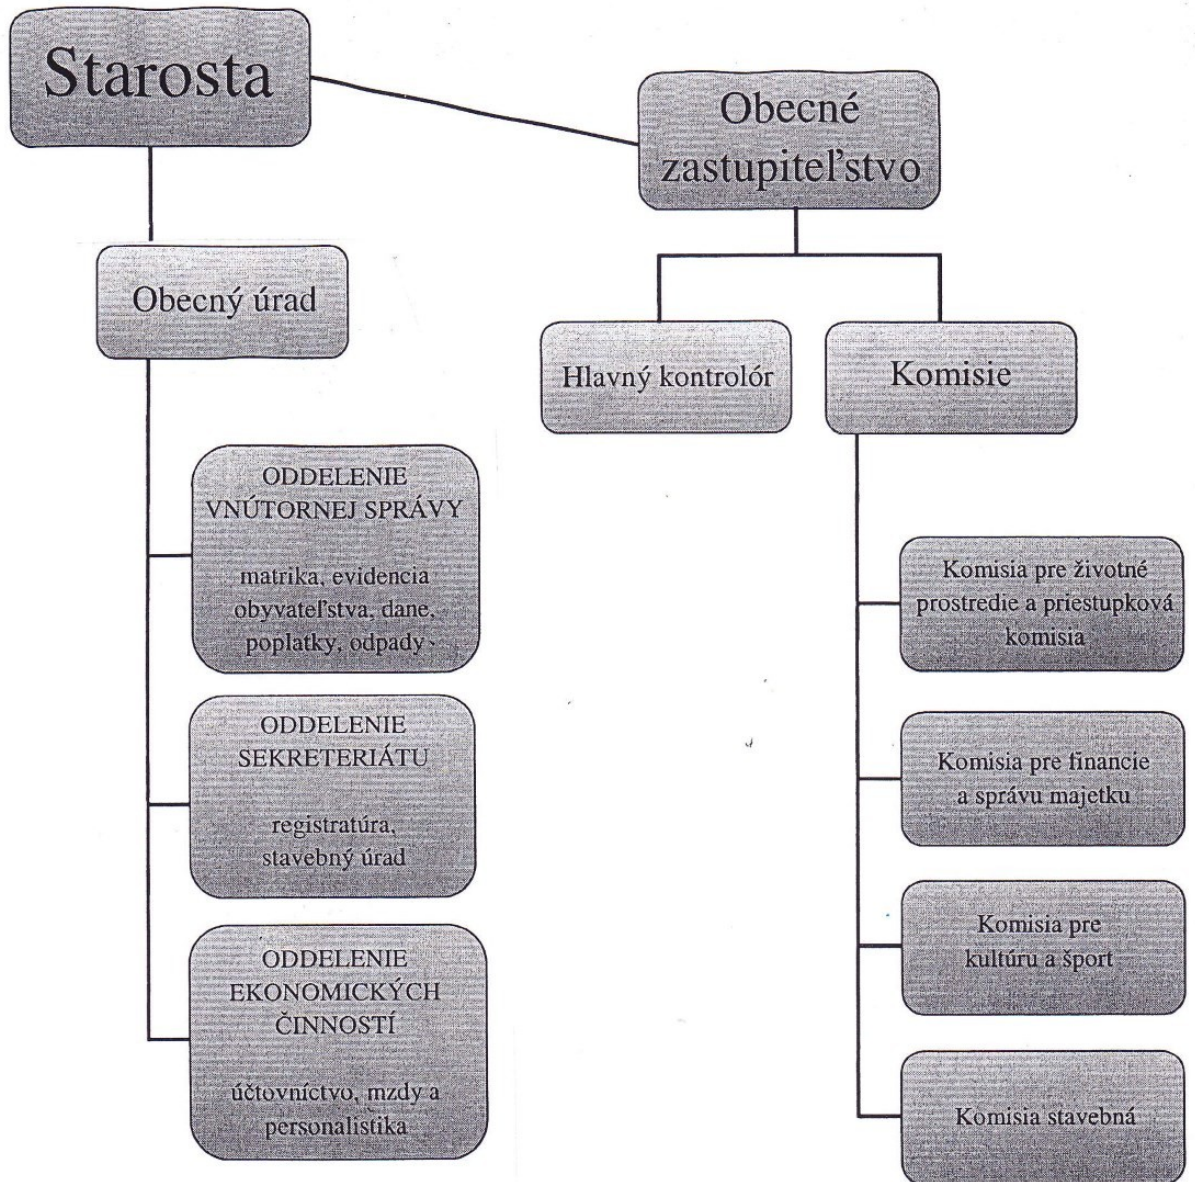 Starosta
Obecné
zastupiteľstvo
Obecný úrad
Hlavný kontrolór
Komisie
ODDELENIE
VNÚTORNEJ SPRÁVY
matrika, evidencia
obyvateľstva, dane,
poplatky, odpady
ODDELENIE
SEKRETERIÁTU
registratúra,
stavebný úrad
ODDELENIE
EKONOMICKÝCH
ČINNOSTÍ
účtovníctvo, mzdy a
personalistika
Komisia pre životné
prostredie a priestupková
komisia
Komisia pre financie
a správu majetku
Komisia pre
kultúru a šport
Komisia stavebná